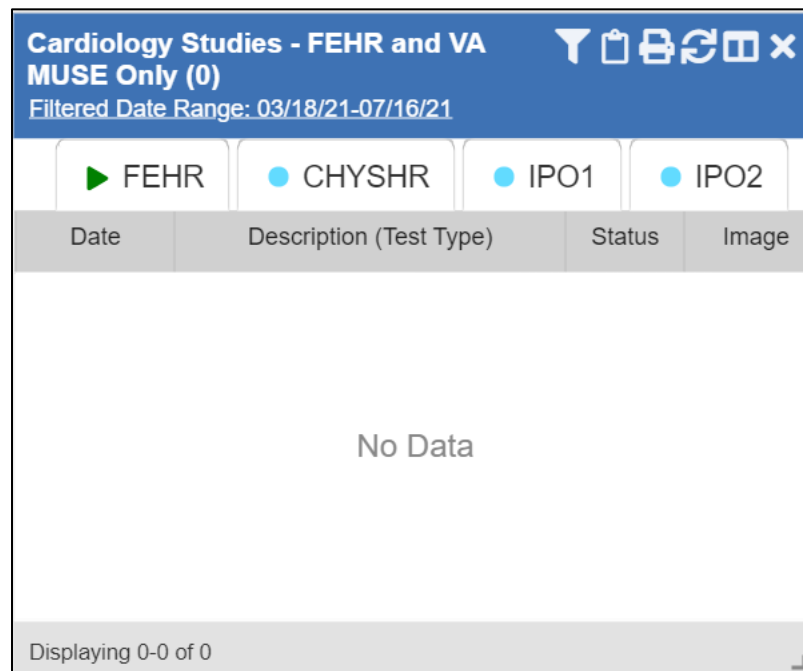 Cardiology Studies - FEHR and VA
MUSE Only (0)
Filtered Date Range: 03/18/21-07/16/21
FEHR CHYSHR IPO1 IPO2
Date Description (Test Type) Status Image
No Data
Displaying 0-0 of 0